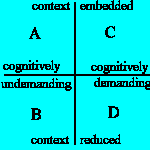 context embedded
A C
cognitively cognitively
undemanding demanding
B D
context reduced